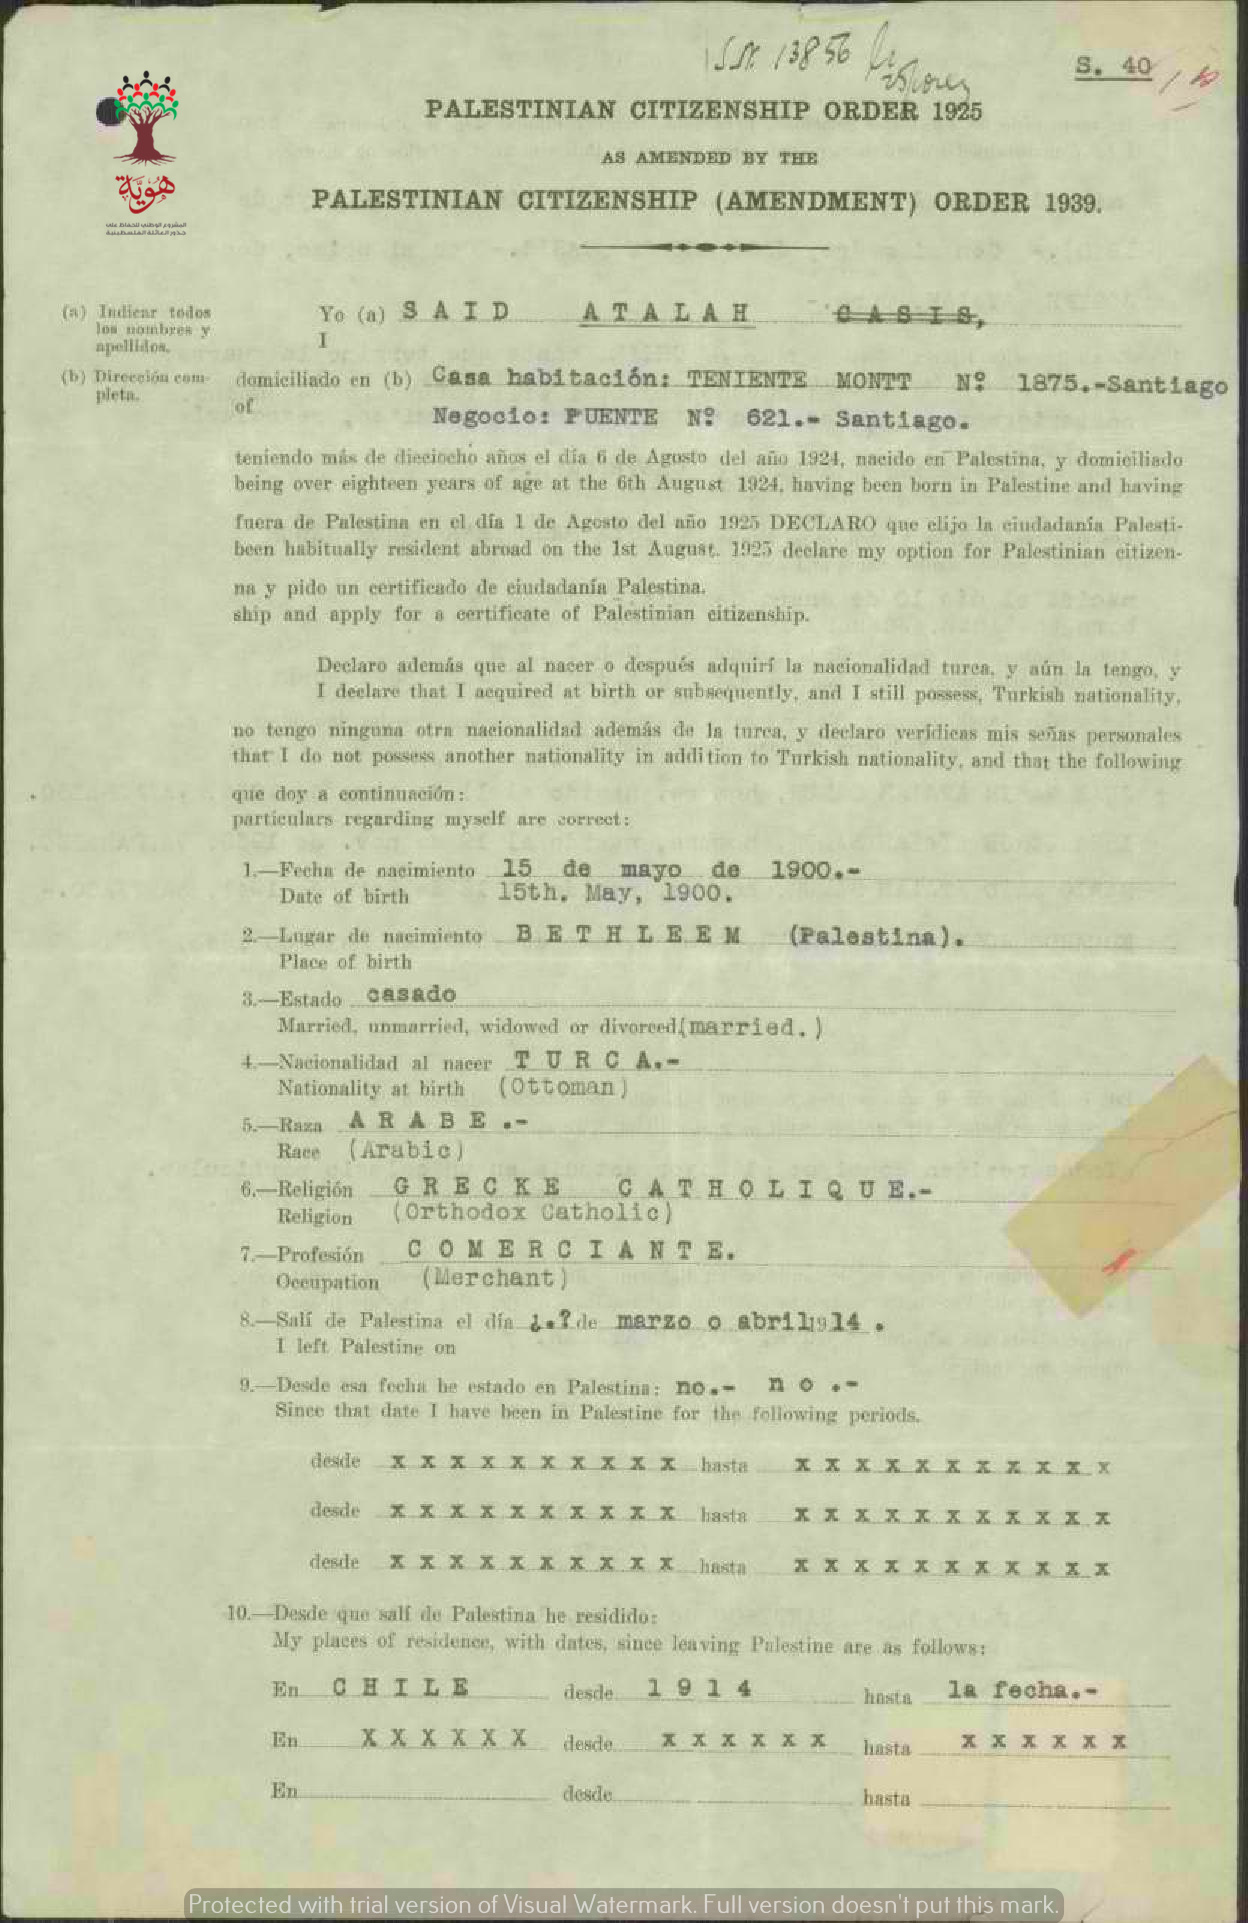 13856
S. 40
PALESTINIAN CITIZENSHIP ORDER 1925
AS AMENDED BY THE
PALESTINIAN CITIZENSHIP (AMENDMENT) ORDER 1939.
هوية
المشروع الوطني للحفاظ على
جذور العائلة الفلسطينية
(a) Indicar todos los nombres y apellidos.
Yo (a) SAID ATALAH CASIS,
I
(b) Dirección completa.
domiciliado en (b) Casa habitación: TENIENTE MONTT Nº 1875.-Santiago
of
Negocio: PUENTE Nº 621.- Santiago.
teniendo más de dieciocho años el día 6 de Agosto del año 1924, nacido en Palestina, y domiciliado
being over eighteen years of age at the 6th August 1924, having been born in Palestine and having
fuera de Palestina en el día 1 de Agosto del año 1925 DECLARO que elijo la ciudadanía Palesti-
been habitually resident abroad on the 1st August. 1925 declare my option for Palestinian citizen-
na y pido un certificado de ciudadanía Palestina.
ship and apply for a certificate of Palestinian citizenship.
Declaro además que al nacer o después adquirí la nacionalidad turca, y aún la tengo, y
I declare that I acquired at birth or subsequently, and I still possess, Turkish nationality,
no tengo ninguna otra nacionalidad además de la turca, y declaro verídicas mis señas personales
that I do not possess another nationality in addition to Turkish nationality, and that the following
que doy a continuación:
particulars regarding myself are correct:
1.—Fecha de nacimiento 15 de mayo de 1900.-
Date of birth 15th. May, 1900.
2.—Lugar de nacimiento BETHLEEM (Palestina).
Place of birth
3.—Estado casado
Married, unmarried, widowed or divorced (married.)
4.—Nacionalidad al nacer TURCA.-
Nationality at birth (Ottoman)
5.—Raza ARABE.-
Race (Arabic)
6.—Religión GRECKE CATHOLIQUE.-
Religion (Orthodox Catholic)
7.—Profesión COMERCIANTE.
Occupation (Merchant)
8.—Salí de Palestina el día ¿.? de marzo o abril 1914.
I left Palestine on
9.—Desde esa fecha he estado en Palestina: no.- no.-
Since that date I have been in Palestine for the following periods.
desde x x x x x x x x x x hasta x x x x x x x x x x x
desde x x x x x x x x x x hasta x x x x x x x x x x x
desde x x x x x x x x x x hasta x x x x x x x x x x x
10.—Desde que salí de Palestina he residido:
My places of residence, with dates, since leaving Palestine are as follows:
En CHILE desde 1914 hasta la fecha.-
En X X X X X X desde x x x x x x hasta x x x x x x
En desde hasta
Protected with trial version of Visual Watermark. Full version doesn't put this mark.